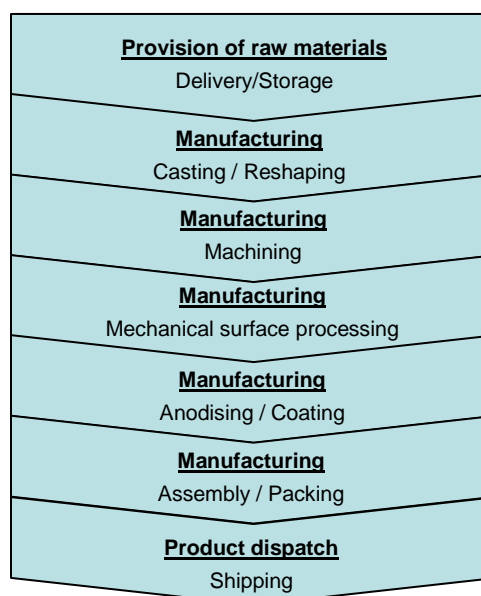 Provision of raw materials
Delivery/Storage
Manufacturing
Casting / Reshaping
Manufacturing
Machining
Manufacturing
Mechanical surface processing
Manufacturing
Anodising / Coating
Manufacturing
Assembly / Packing
Product dispatch
Shipping